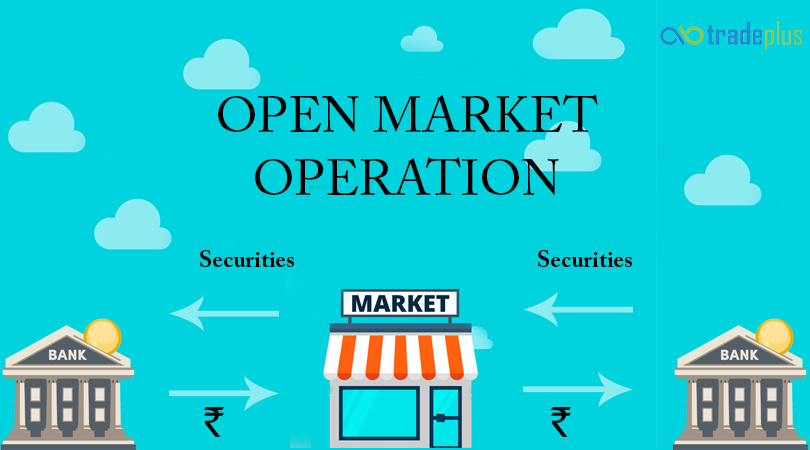 tradeplus
OPEN MARKET
OPERATION
Securities
Securities
MARKET
BANK
BANK
₹
₹